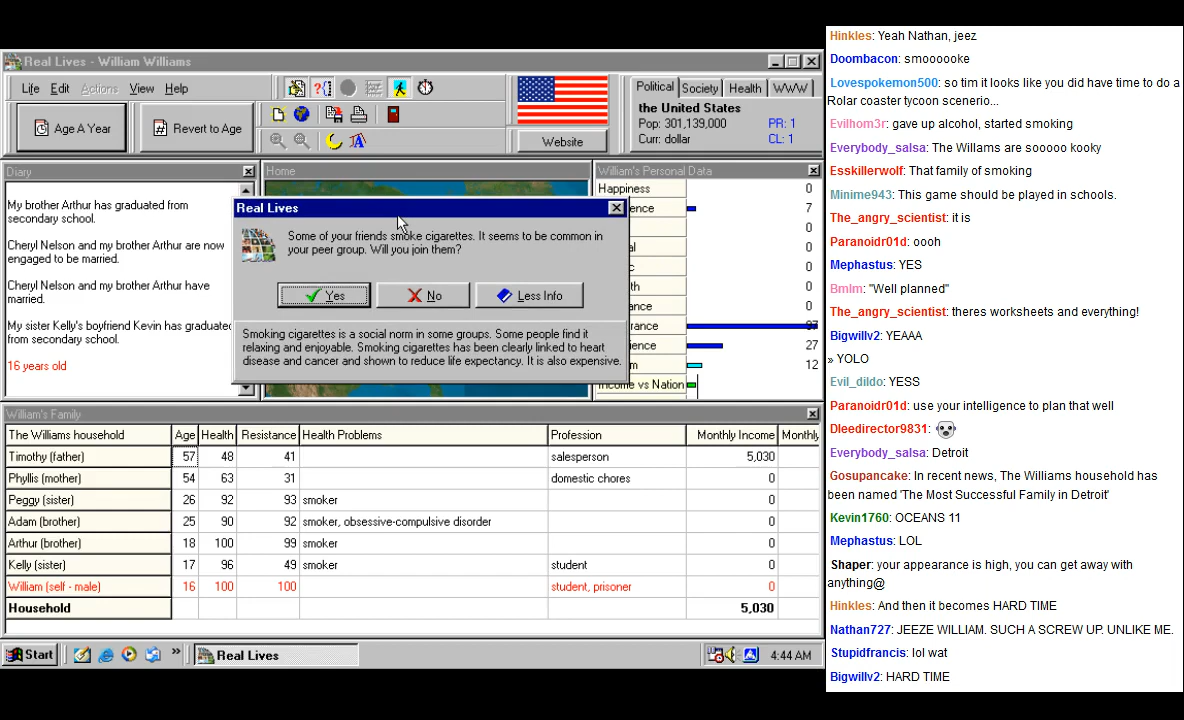 Real Lives - William Williams
Life Edit Actions View Help
Age A Year
Revert to Age
Website
Political Society Health WWW
the United States
Pop: 301,139,000 PR: 1
Curr: dollar CL: 1
Diary
My brother Arthur has graduated from
secondary school.
Cheryl Nelson and my brother Arthur are now
engaged to be married.
Cheryl Nelson and my brother Arthur have
married.
My sister Kelly's boyfriend Kevin has graduate
from secondary school.
16 years old
Home
Real Lives
Some of your friends smoke cigarettes. It seems to be common in
your peer group. Will you join them?
Yes No Less Info
Smoking cigarettes is a social norm in some groups. Some people find it
relaxing and enjoyable. Smoking cigarettes has been clearly linked to heart
disease and cancer and shown to reduce life expectancy. It is also expensive.
William's Personal Data
Happiness 0
ence 7
0
al 0
c 0
th 0
ance 0
rance 97
ience 27
m 12
Income vs Nation
William's Family
The Williams household Age Health Resistance Health Problems Profession Monthly Income Monthly
Timothy (father) 57 48 41 salesperson 5,030
Phyllis (mother) 54 63 31 domestic chores 0
Peggy (sister) 26 92 93 smoker 0
Adam (brother) 25 90 92 smoker, obsessive-compulsive disorder 0
Arthur (brother) 18 100 99 smoker 0
Kelly (sister) 17 96 49 smoker student 0
William (self - male) 16 100 100 student, prisoner 0
Household 5,030
Start » Real Lives 4:44 AM
Hinkles: Yeah Nathan, jeez
Doombacon: smoooooke
Lovespokemon500: so tim it looks like you did have time to do a
Rolar coaster tycoon scenerio...
Evilhom3r: gave up alcohol, started smoking
Everybody_salsa: The Willams are sooooo kooky
Esskillerwolf: That family of smoking
Minime943: This game should be played in schools.
The_angry_scientist: it is
Paranoidr01d: oooh
Mephastus: YES
Bmlm: "Well planned"
The_angry_scientist: theres worksheets and everything!
Bigwillv2: YEAAA
» YOLO
Evil_dildo: YESS
Paranoidr01d: use your intelligence to plan that well
Dleedirector9831:
Everybody_salsa: Detroit
Gosupancake: In recent news, The Williams household has
been named 'The Most Successful Family in Detroit'
Kevin1760: OCEANS 11
Mephastus: LOL
Shaper: your appearance is high, you can get away with
anything@
Hinkles: And then it becomes HARD TIME
Nathan727: JEEZE WILLIAM. SUCH A SCREW UP. UNLIKE ME.
Stupidfrancis: lol wat
Bigwillv2: HARD TIME